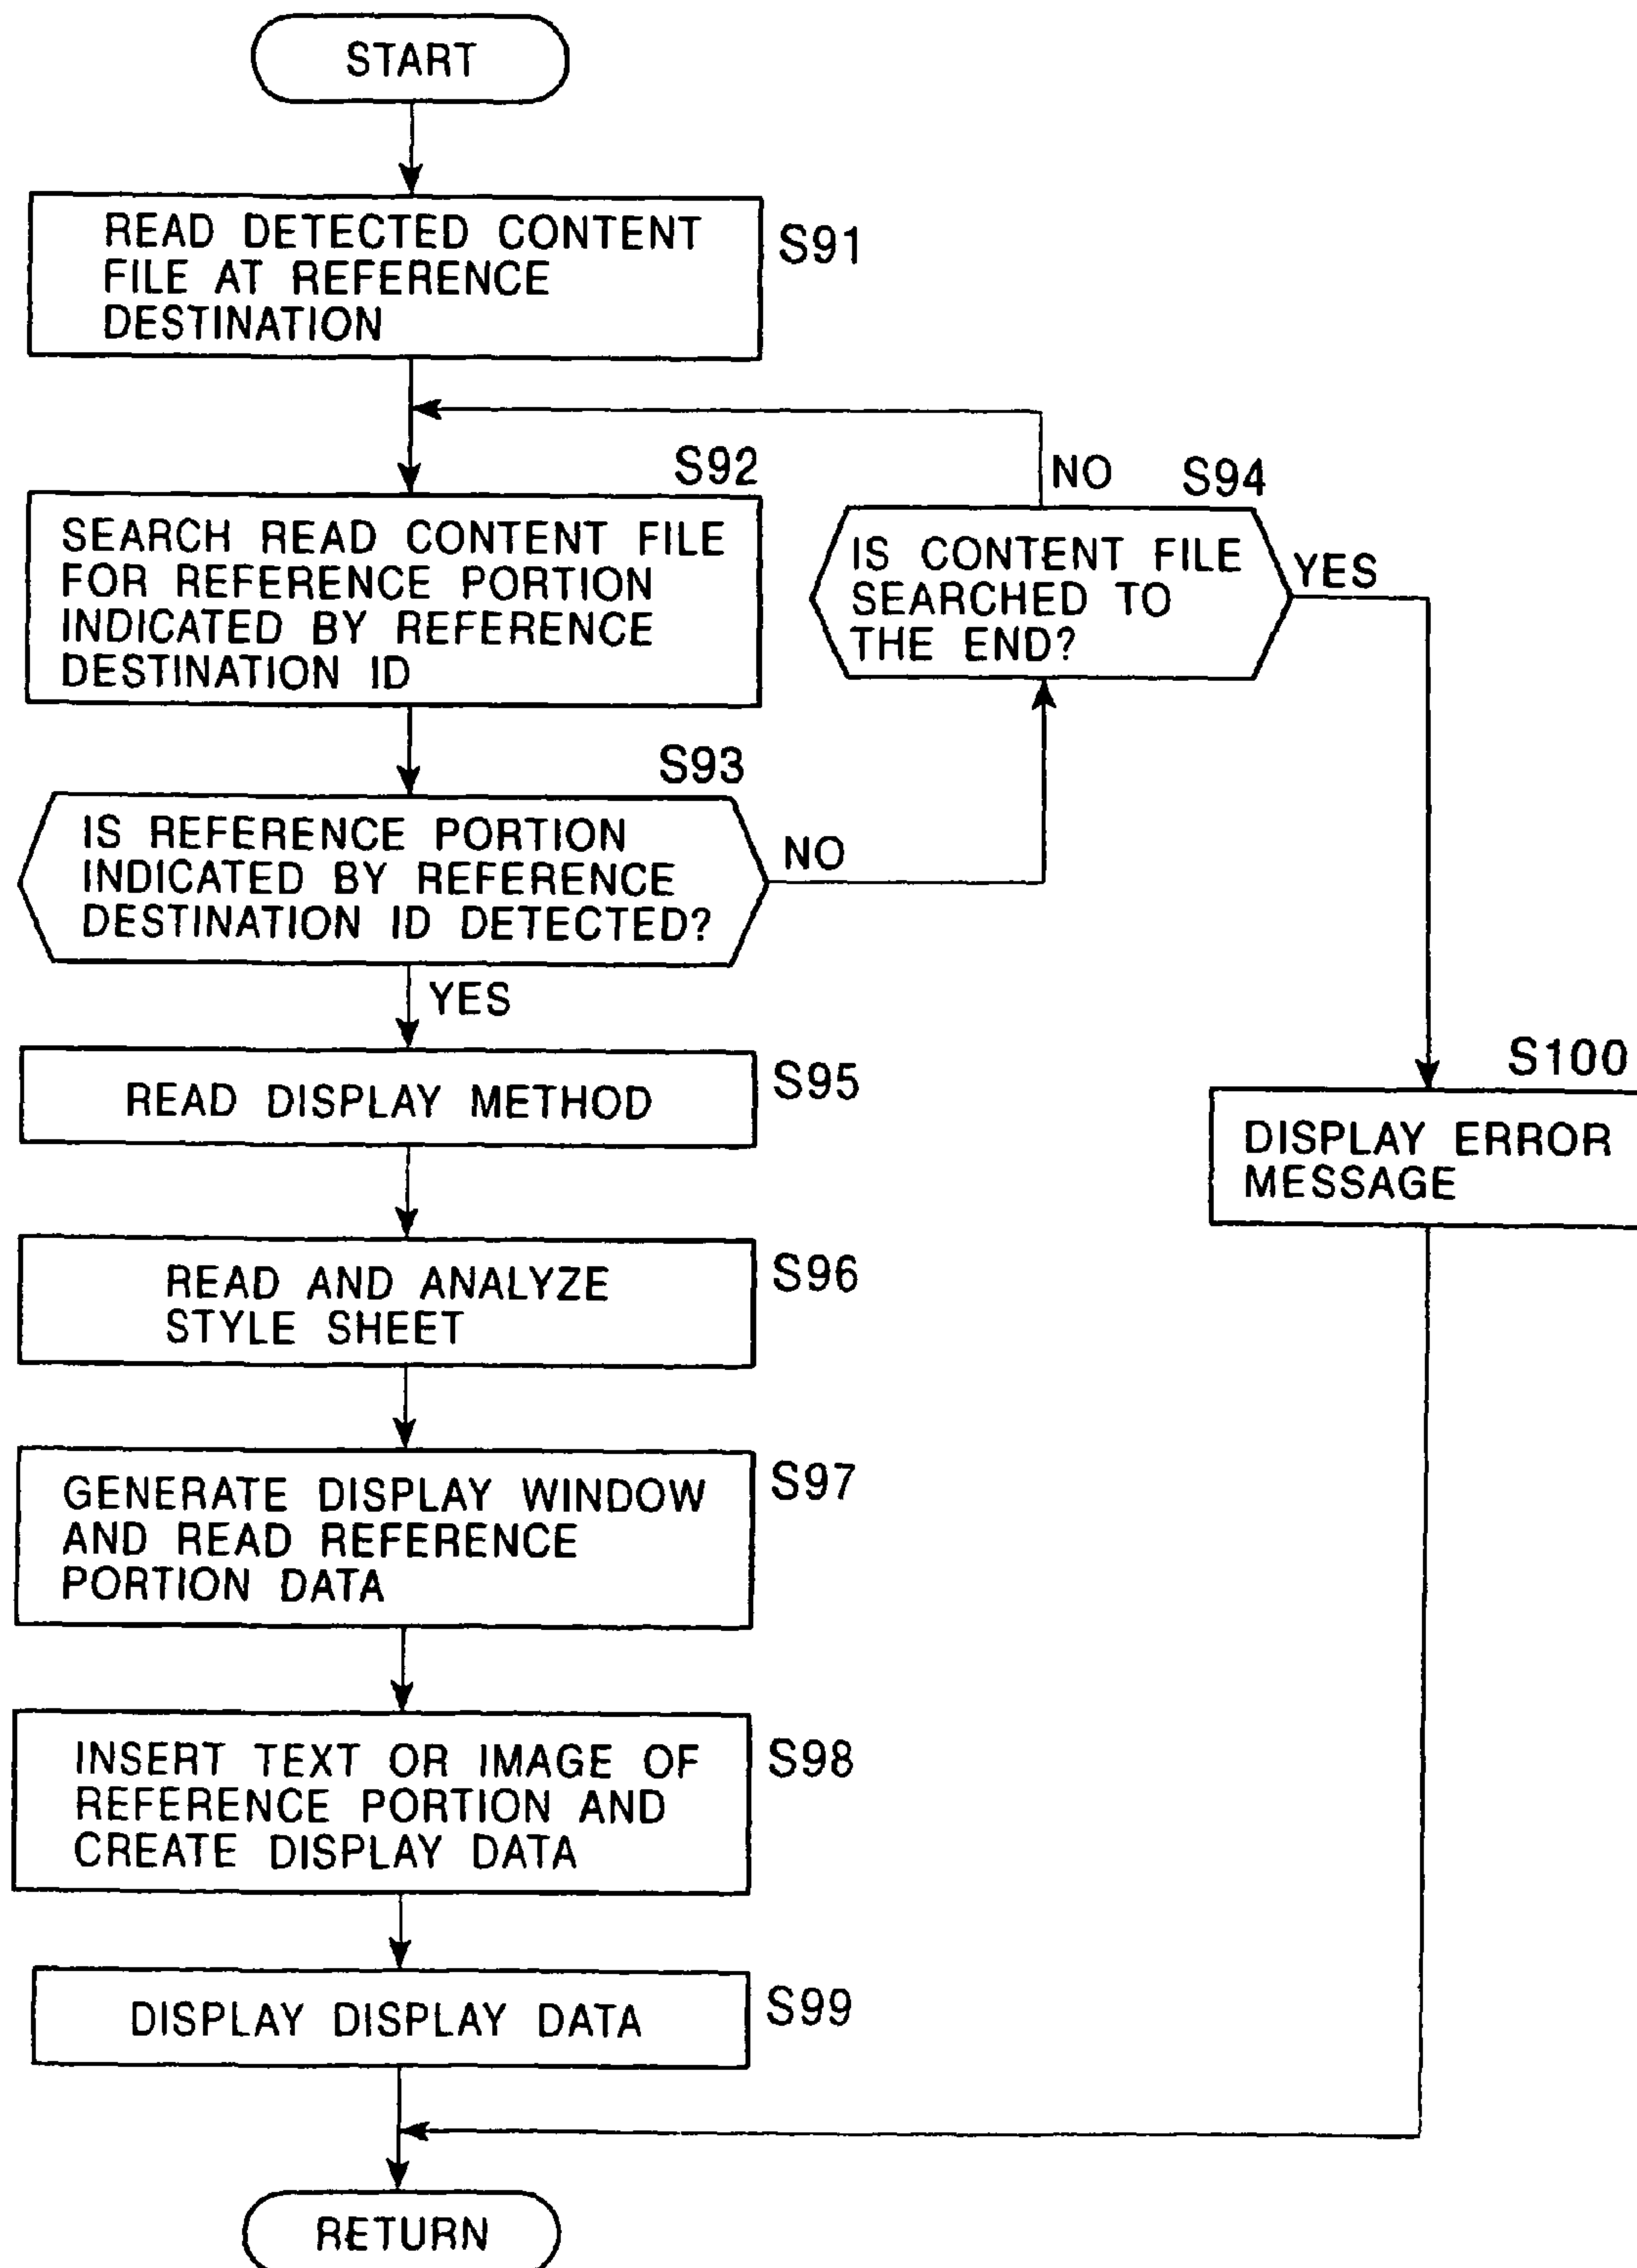 START
READ DETECTED CONTENT
FILE AT REFERENCE
DESTINATION
S91
S92
SEARCH READ CONTENT FILE
FOR REFERENCE PORTION
INDICATED BY REFERENCE
DESTINATION ID
NO
S94
IS CONTENT FILE
SEARCHED TO
THE END?
YES
S93
IS REFERENCE PORTION
INDICATED BY REFERENCE
DESTINATION ID DETECTED?
NO
YES
READ DISPLAY METHOD
S95
S100
DISPLAY ERROR
MESSAGE
READ AND ANALYZE
STYLE SHEET
S96
GENERATE DISPLAY WINDOW
AND READ REFERENCE
PORTION DATA
S97
INSERT TEXT OR IMAGE OF
REFERENCE PORTION AND
CREATE DISPLAY DATA
S98
DISPLAY DISPLAY DATA
S99
RETURN